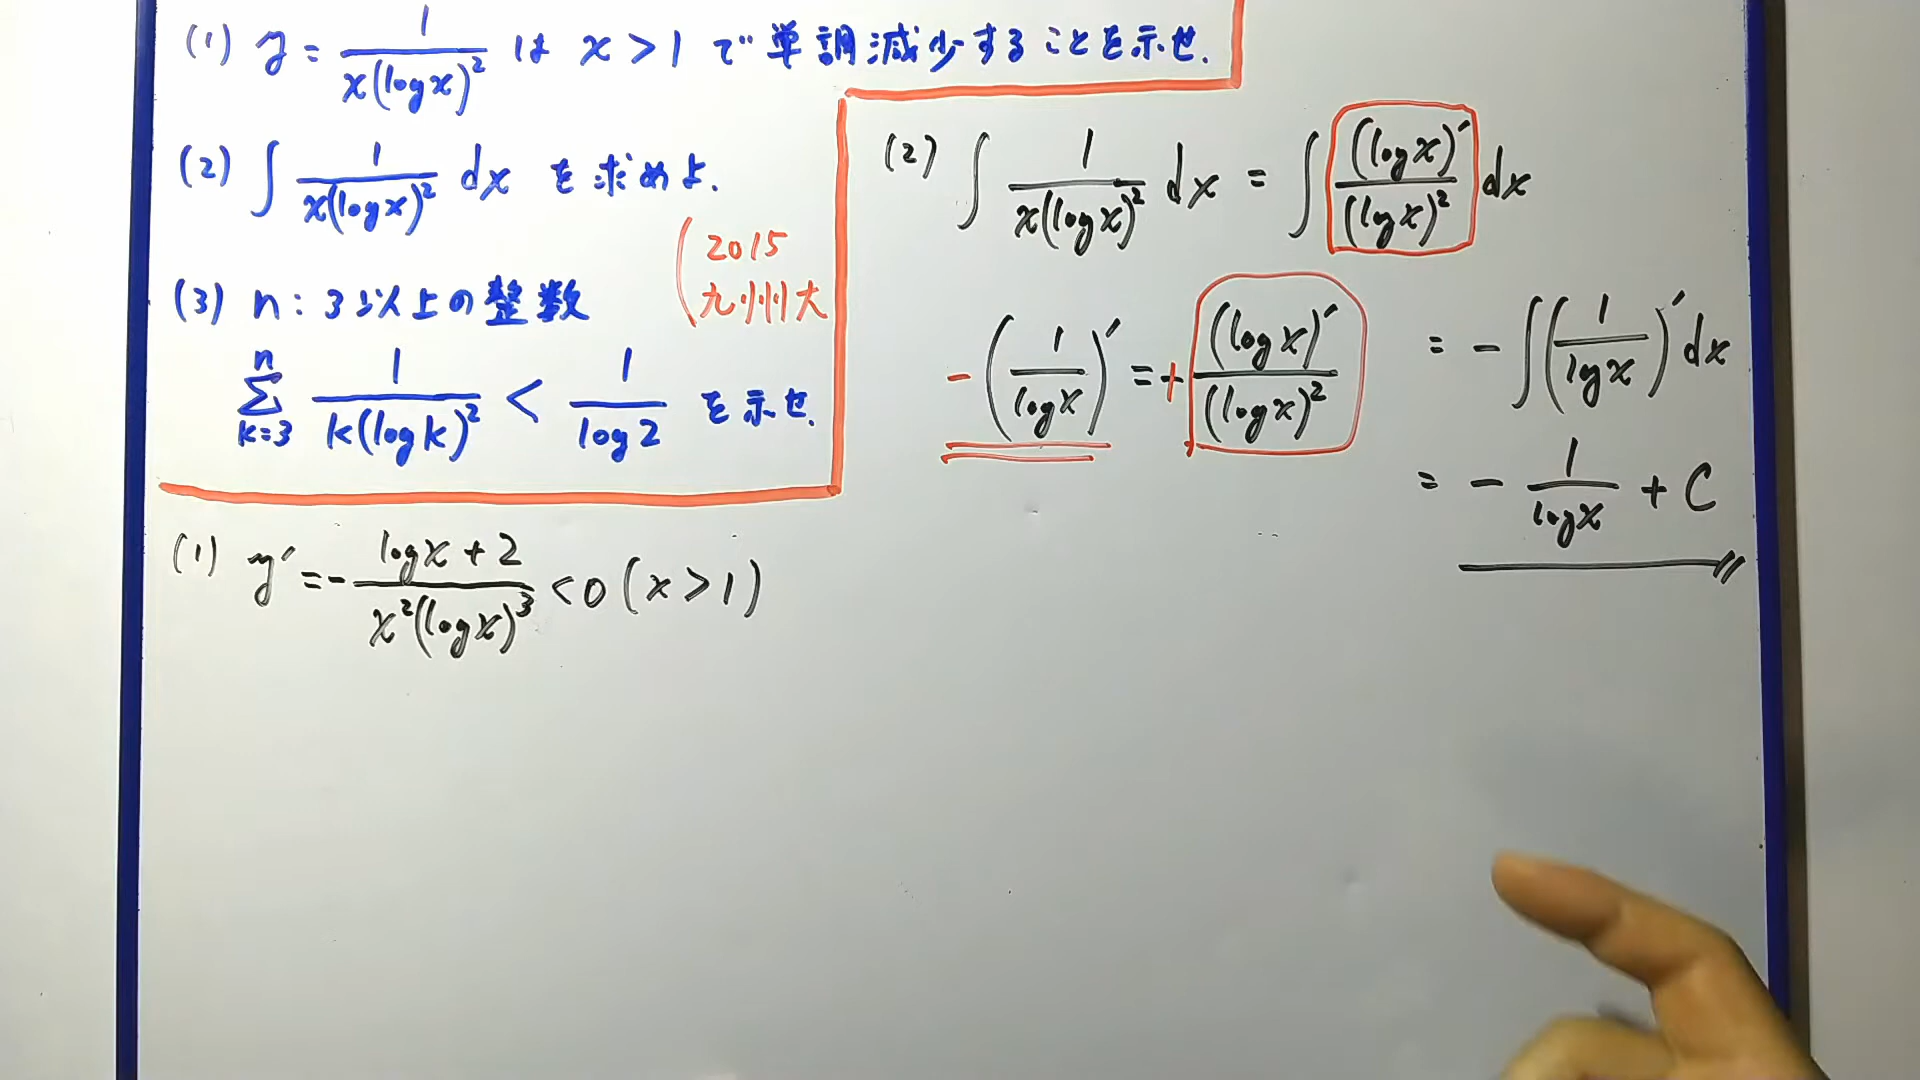 (1) y = 1/(x(log x)²) は x > 1 で単調減少することを示せ.
(2) ∫ 1/(x(log x)²) dx を求めよ.
(3) n : 3以上の整数
(2015
九州大
Σ[k=3→n] 1/(k(log k)²) < 1/log 2 を示せ.
(1) y′ = - (log x + 2)/(x²(log x)³) < 0 (x > 1)
(2) ∫ 1/(x(log x)²) dx = ∫ (log x)′/(log x)² dx
- (1/log x)′ = + (log x)′/(log x)²
= - ∫ (1/log x)′ dx
= - 1/log x + C